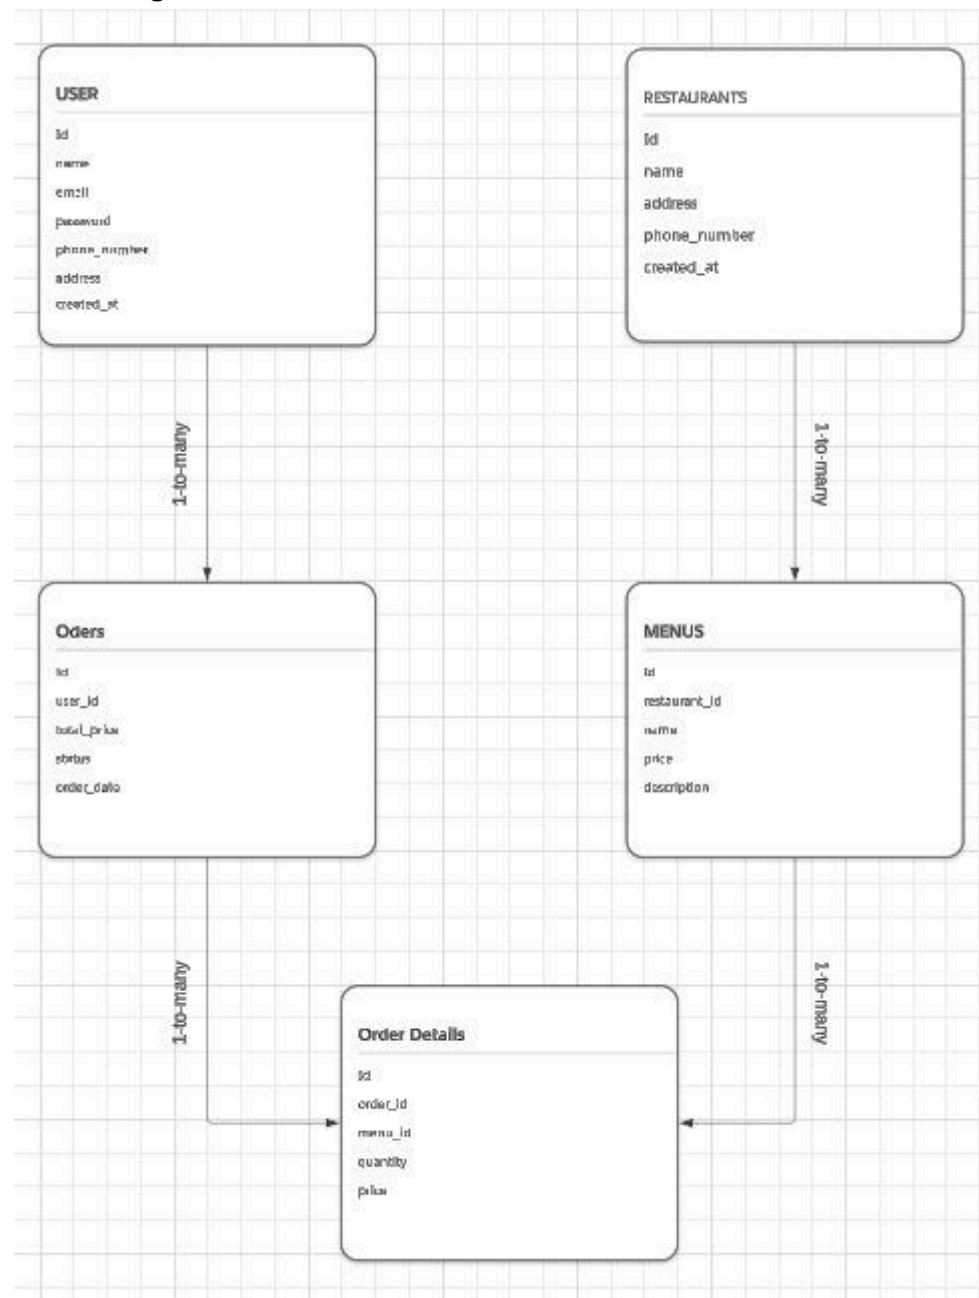 USER
id
name
email
password
phone_number
address
created_at
RESTAURANTS
id
name
address
phone_number
created_at
1-to-many
1-to-many
Oders
id
user_id
total_price
status
order_date
MENUS
id
restaurant_id
name
price
description
1-to-many
1-to-many
Order Details
id
order_id
menu_id
quantity
price